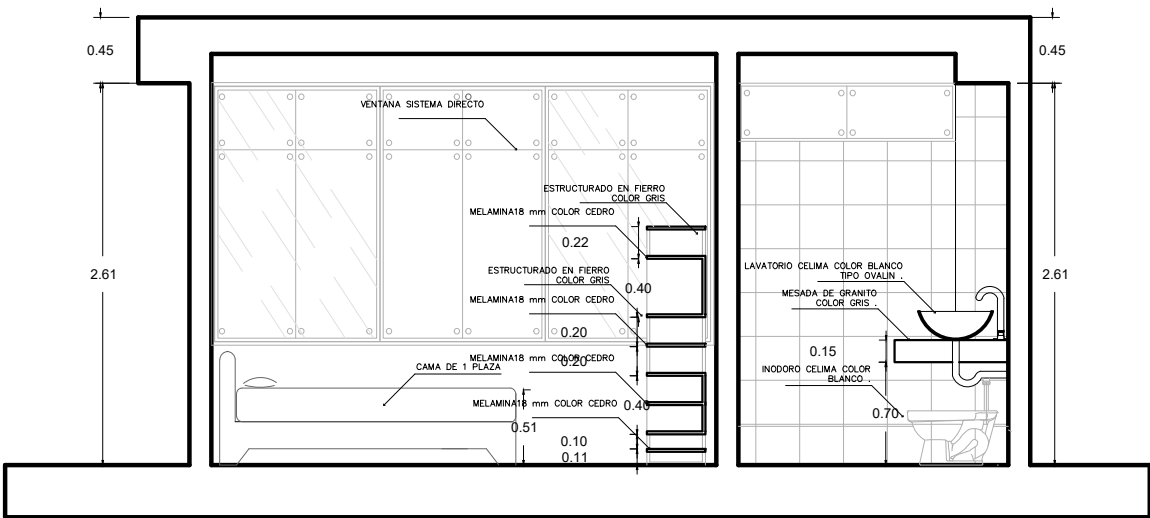 0.45
0.45
VENTANA SISTEMA DIRECTO
ESTRUCTURADO EN FIERRO
COLOR GRIS
MELAMINA18 mm COLOR CEDRO
0.22
2.61
ESTRUCTURADO EN FIERRO
COLOR GRIS
0.40
MELAMINA18 mm COLOR CEDRO
0.20
MELAMINA18 mm COLOR CEDRO
0.20
CAMA DE 1 PLAZA
MELAMINA18 mm COLOR CEDRO
0.40
0.51
0.10
0.11
LAVATORIO CELIMA COLOR BLANCO
TIPO OVALIN .
MESADA DE GRANITO
COLOR GRIS .
2.61
0.15
INODORO CELIMA COLOR
BLANCO .
0.70